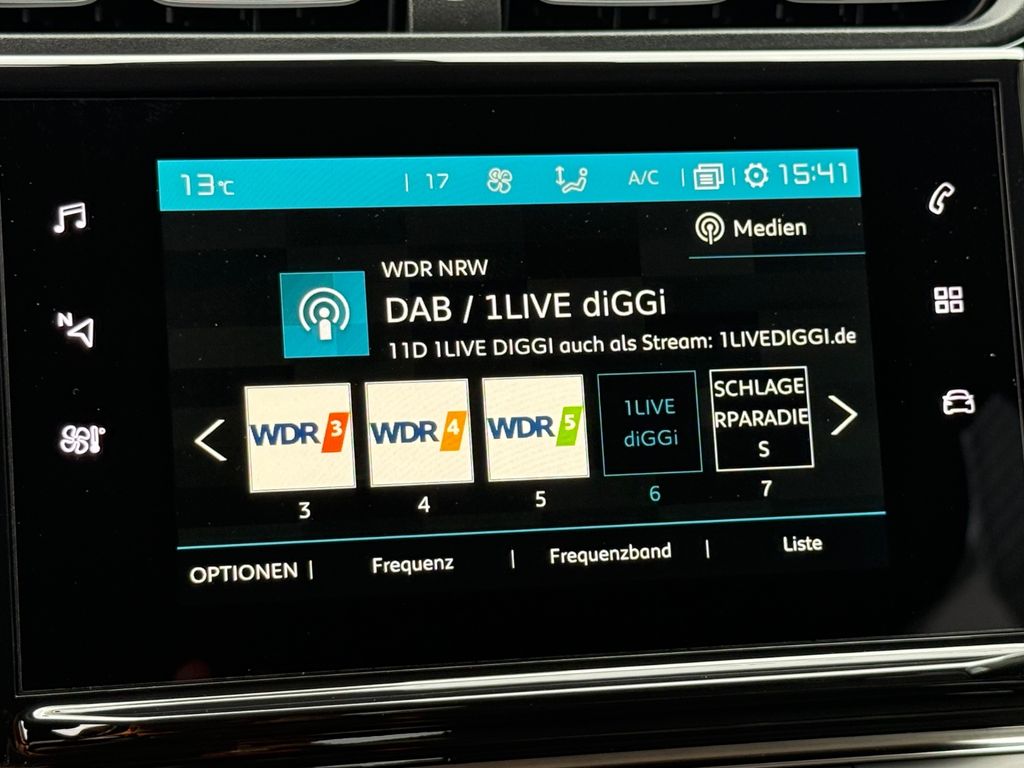 13°C | 17 A/C | | 15:41
Medien
WDR NRW
DAB / 1LIVE diGGi
11D 1LIVE DIGGI auch als Stream: 1LIVEDIGGI.de
N
WDR 3
WDR 4
WDR 5
1LIVE
diGGi
SCHLAGE
RPARADIE
S
3
4
5
6
7
OPTIONEN | Frequenz | Frequenzband | Liste